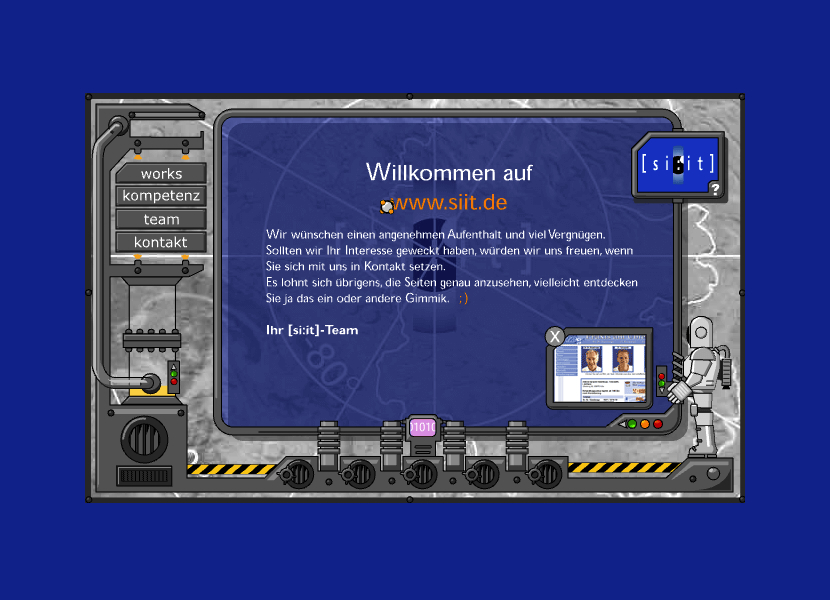 works
kompetenz
team
kontakt
Willkommen auf
www.siit.de
Wir wünschen einen angenehmen Aufenthalt und viel Vergnügen.
Sollten wir Ihr Interesse geweckt haben, würden wir uns freuen, wenn
Sie sich mit uns in Kontakt setzen.
Es lohnt sich übrigens, die Seiten genau anzusehen, vielleicht entdecken
Sie ja das ein oder andere Gimmik. ;)
Ihr [si:it]-Team
[si:it]
?
X
01010